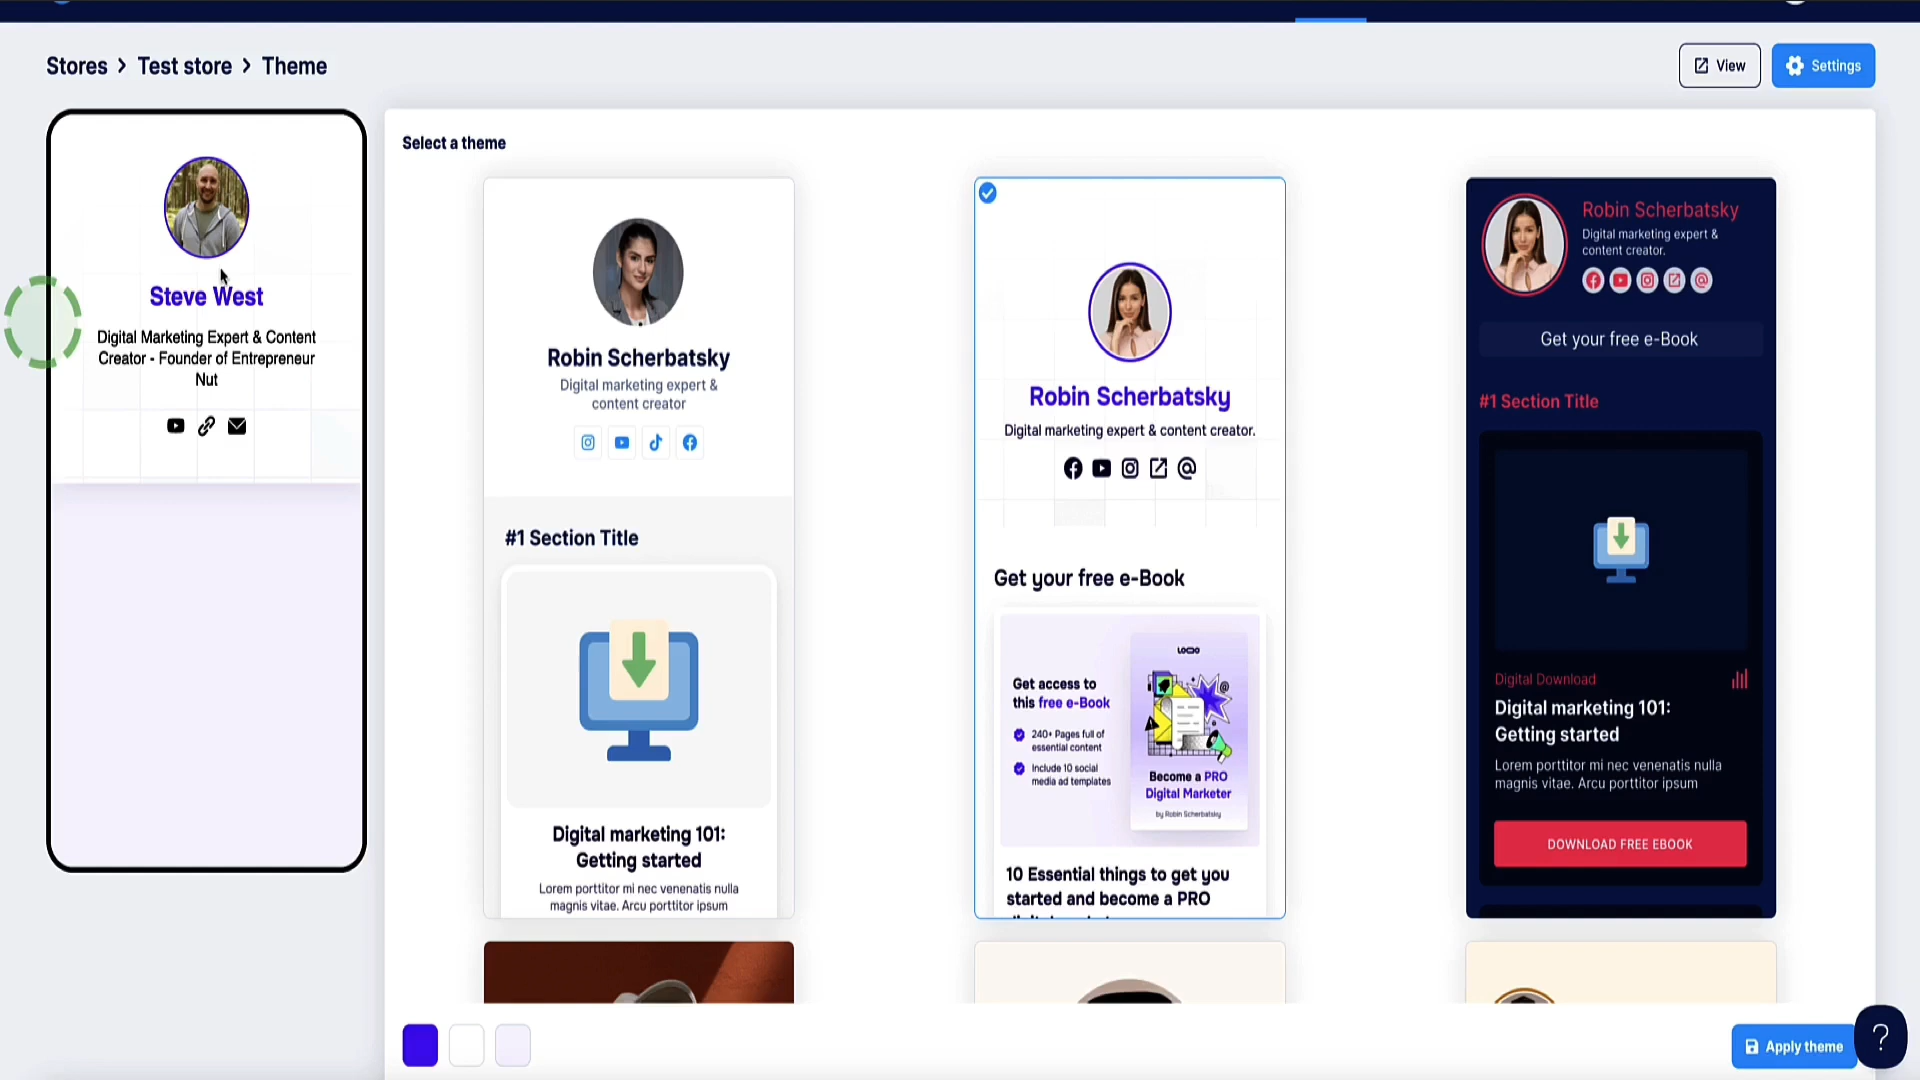 Stores > Test store > Theme
View
Settings
Steve West
Digital Marketing Expert & Content
Creator - Founder of Entrepreneur
Nut
Select a theme
Robin Scherbatsky
Digital marketing expert &
content creator
#1 Section Title
Digital marketing 101:
Getting started
Lorem porttitor mi nec venenatis nulla
magnis vitae. Arcu porttitor ipsum
Robin Scherbatsky
Digital marketing expert & content creator.
Get your free e-Book
Get access to
this free e-Book
240+ Pages full of
essential content
Include 10 social
media ad templates
Become a PRO
Digital Marketer
by Robin Scherbatsky
10 Essential things to get you
started and become a PRO
Robin Scherbatsky
Digital marketing expert &
content creator.
Get your free e-Book
#1 Section Title
Digital Download
Digital marketing 101:
Getting started
Lorem porttitor mi nec venenatis nulla
magnis vitae. Arcu porttitor ipsum
DOWNLOAD FREE EBOOK
Apply theme
?